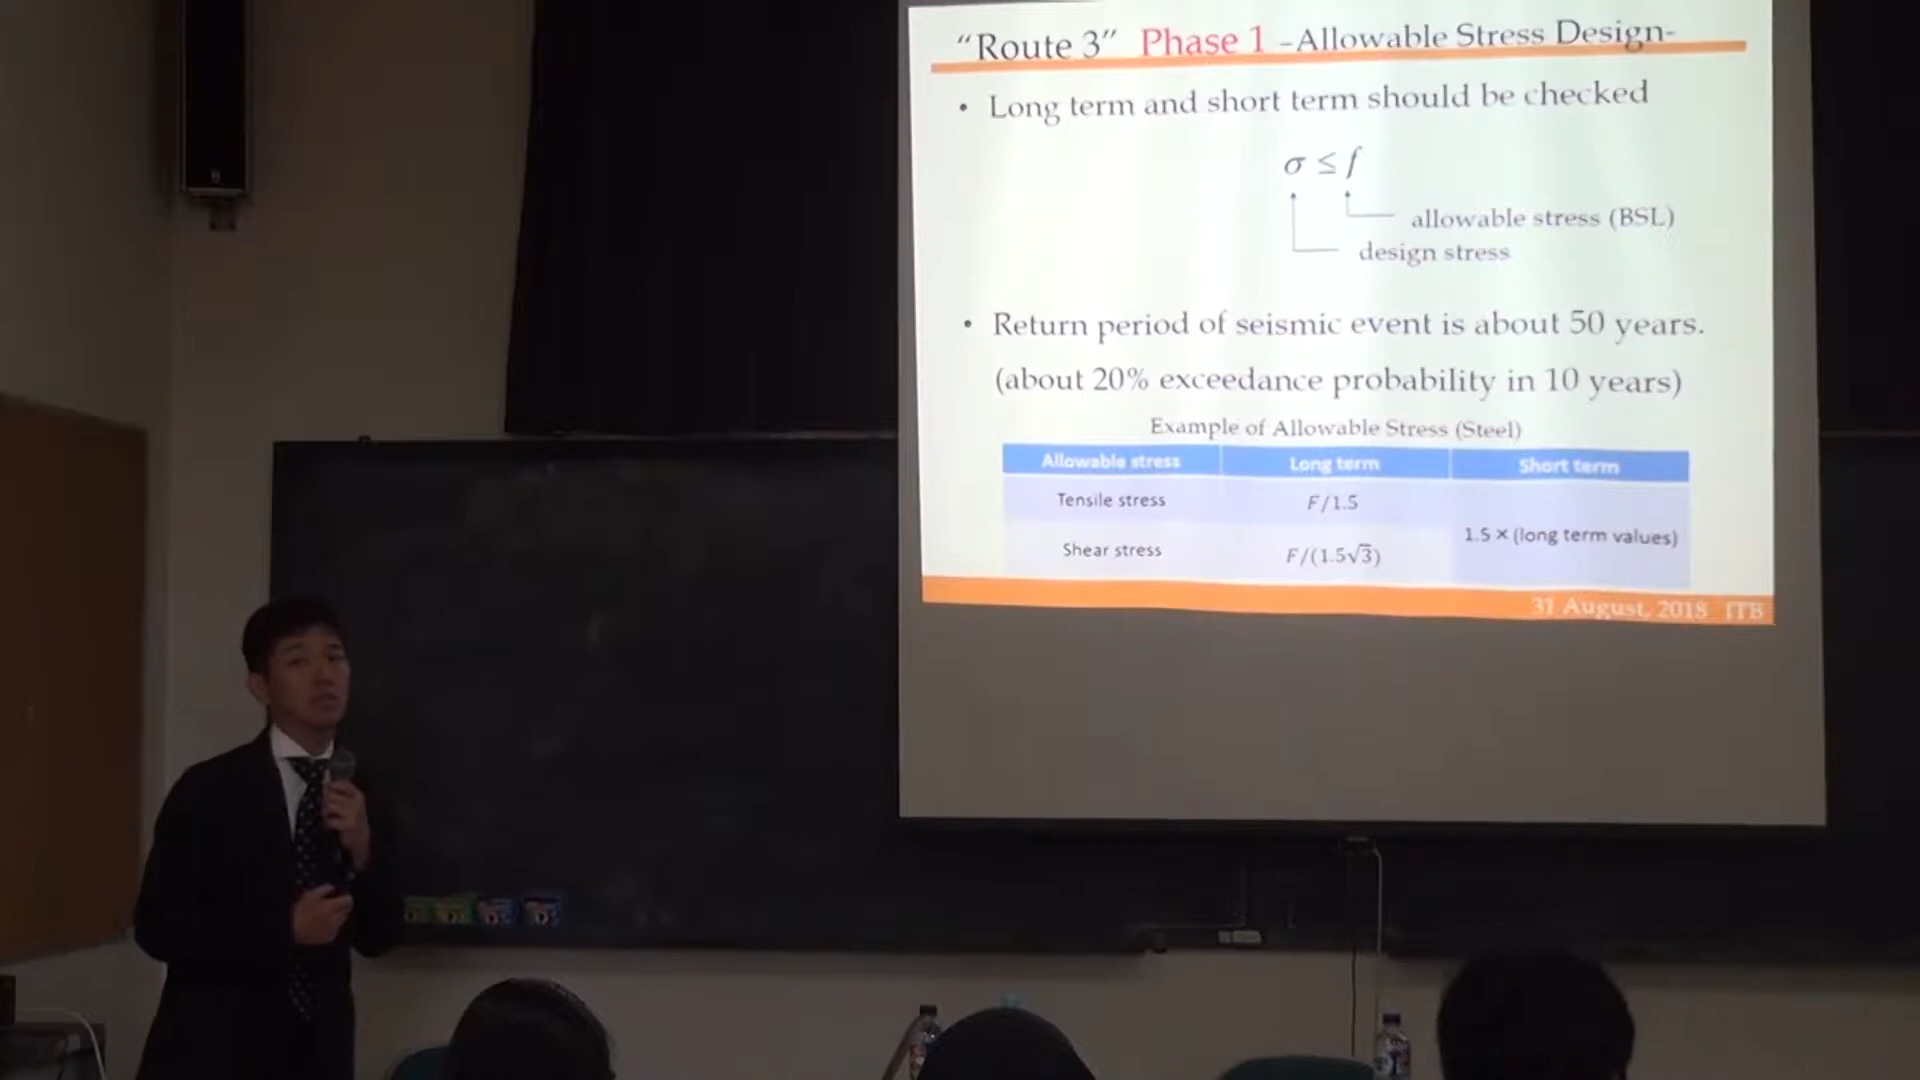 “Route 3” Phase 1 –Allowable Stress Design-
• Long term and short term should be checked
σ ≤ f
allowable stress (BSL)
design stress
• Return period of seismic event is about 50 years.
(about 20% exceedance probability in 10 years)
Example of Allowable Stress (Steel)
Allowable stress Long term Short term
Tensile stress F/1.5
1.5 × (long term values)
Shear stress F/(1.5√3)
31 August, 2018 ITB